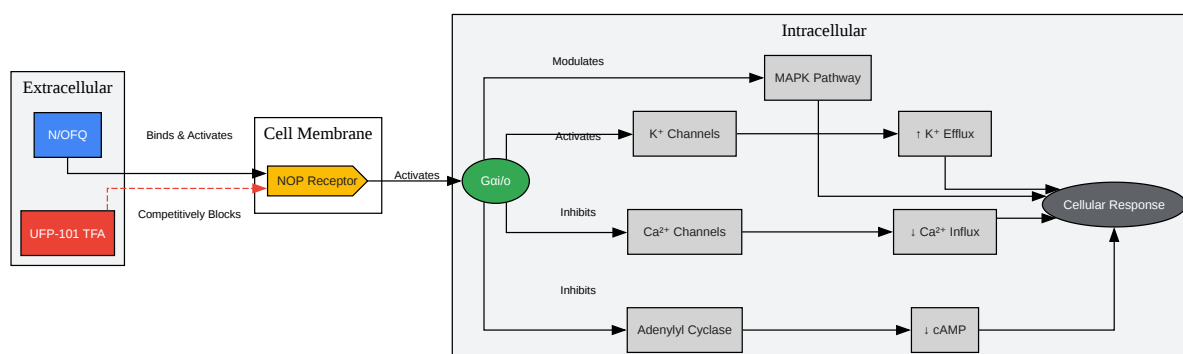 Intracellular
Extracellular
N/OFQ
UFP-101 TFA
Binds & Activates
Competitively Blocks
Cell Membrane
NOP Receptor
Activates
Gαi/o
Modulates
MAPK Pathway
Activates
K⁺ Channels
↑ K⁺ Efflux
Inhibits
Ca²⁺ Channels
↓ Ca²⁺ Influx
Inhibits
Adenylyl Cyclase
↓ cAMP
Cellular Response